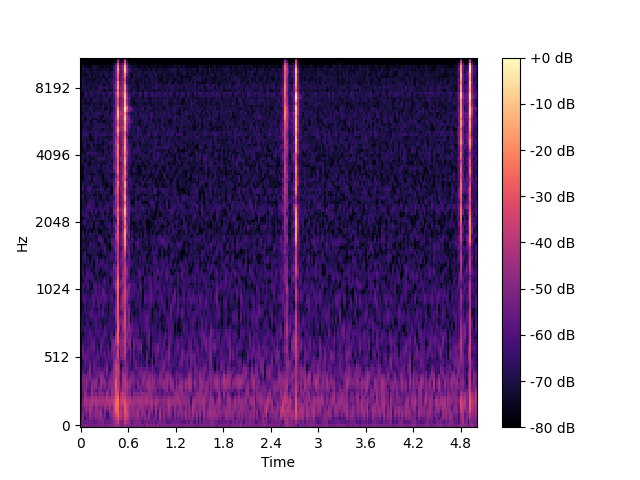 8192
4096
2048
1024
512
0
Hz
0 0.6 1.2 1.8 2.4 3 3.6 4.2 4.8
Time
+0 dB
-10 dB
-20 dB
-30 dB
-40 dB
-50 dB
-60 dB
-70 dB
-80 dB